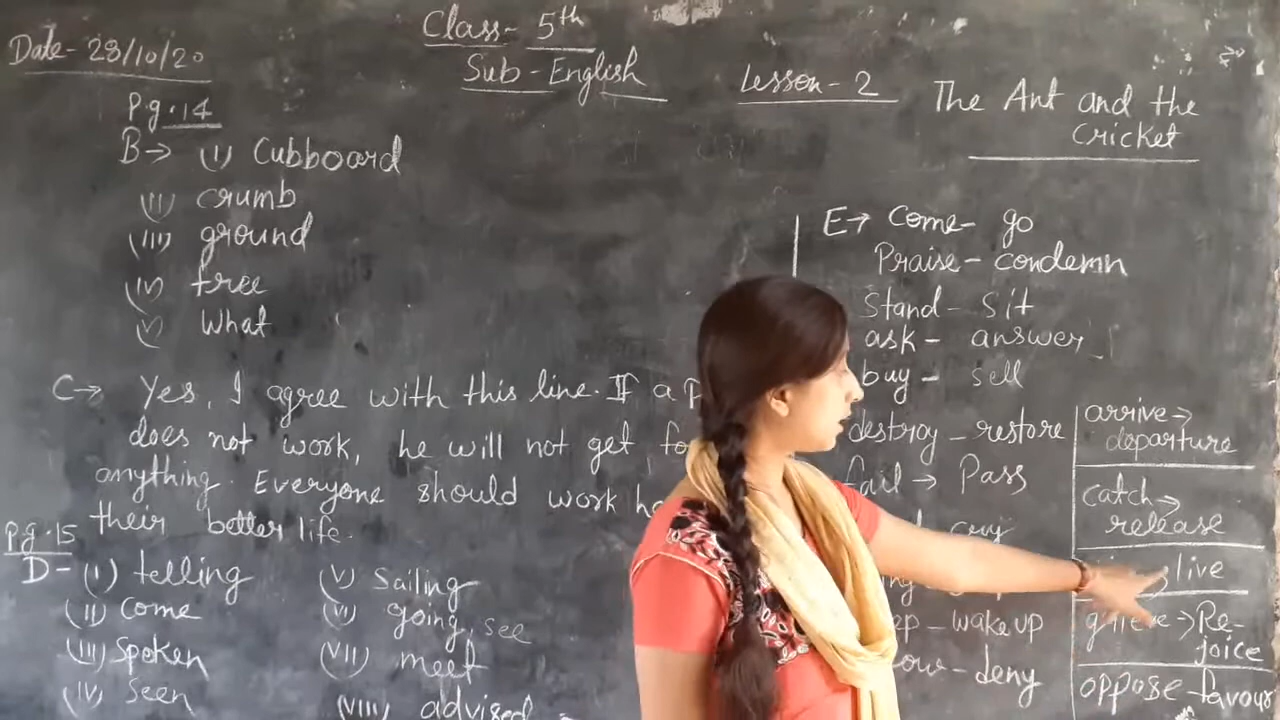 Date- 28/10/20
Class- 5th
Sub-English
Lesson-2
The Ant and the
Cricket
Pg.14
B→ (I) Cubboard
(II) crumb
(III) ground
(IV) tree
(V) What
C→ Yes, I agree with this line. If a
does not work, he will not get
anything. Everyone should work
their better life.
Pg.15
D- (I) telling
(II) Come
(III) Spoken
(IV) Seen
(V) Sailing
(VI) going, see
(VII) meet
(VIII) advised
E→ Come- go
Praise- condemn
Stand- Sit
ask- answer
buy- Sell
destroy- restore
fail → Pass
cry
- wake up
- deny
arrive→
departure
Catch→
release
live
→ Re-
joice
oppose- favour